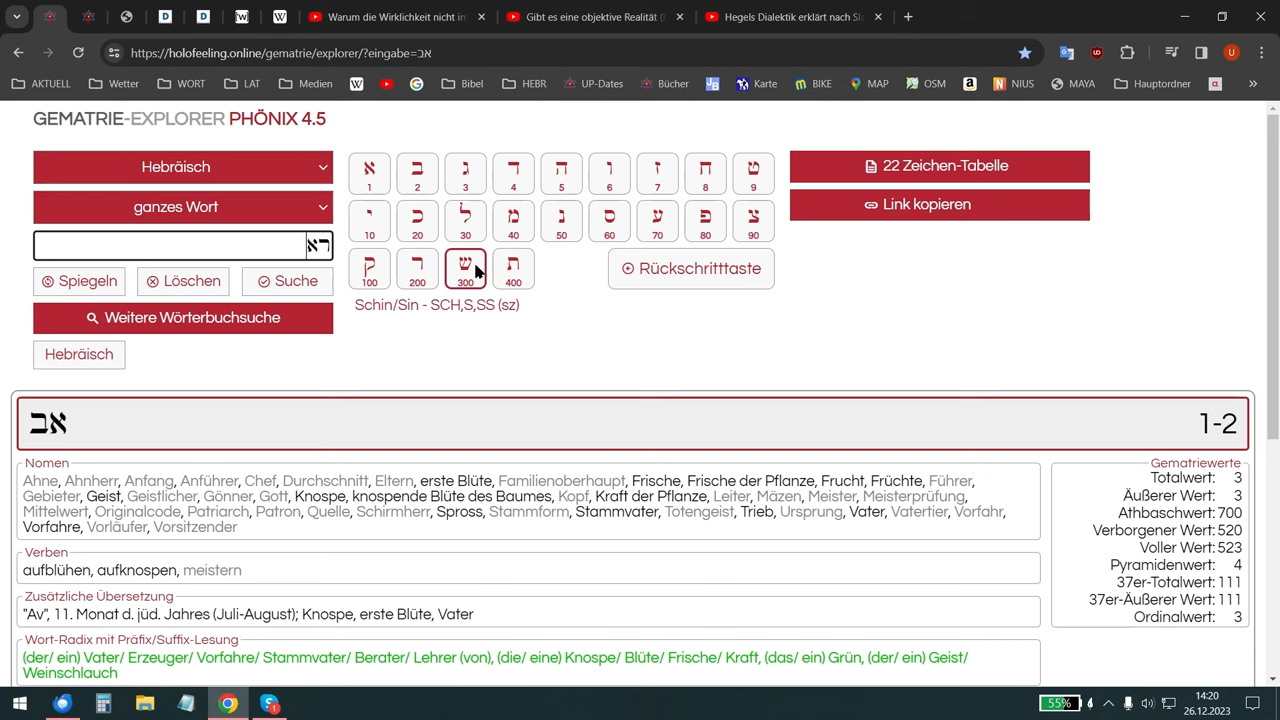 Warum die Wirklichkeit nicht in
Gibt es eine objektive Realität (
Hegels Dialektik erklärt nach Sl
https://holofeeling.online/gematrie/explorer/?eingabe=אב
AKTUELL Wetter WORT LAT Medien Bibel HEBR UP-Dates Bücher Karte BIKE MAP OSM NIUS MAYA Hauptordner
GEMATRIE-EXPLORER PHÖNIX 4.5
Hebräisch
ganzes Wort
רא
Spiegeln Löschen Suche
Weitere Wörterbuchsuche
Hebräisch
א ב ג ד ה ו ז ח ט
1 2 3 4 5 6 7 8 9
י כ ל מ נ ס ע פ צ
10 20 30 40 50 60 70 80 90
ק ר ש ת
100 200 300 400
Rückschritttaste
Schin/Sin - SCH,S,SS (sz)
22 Zeichen-Tabelle
Link kopieren
אב 1-2
Nomen
Ahne, Ahnherr, Anfang, Anführer, Chef, Durchschnitt, Eltern, erste Blüte, Familienoberhaupt, Frische, Frische der Pflanze, Frucht, Früchte, Führer,
Gebieter, Geist, Geistlicher, Gönner, Gott, Knospe, knospende Blüte des Baumes, Kopf, Kraft der Pflanze, Leiter, Mäzen, Meister, Meisterprüfung,
Mittelwert, Originalcode, Patriarch, Patron, Quelle, Schirmherr, Spross, Stammform, Stammvater, Totengeist, Trieb, Ursprung, Vater, Vatertier, Vorfahr,
Vorfahre, Vorläufer, Vorsitzender
Verben
aufblühen, aufknospen, meistern
Zusätzliche Übersetzung
"Av", 11. Monat d. jüd. Jahres (Juli-August); Knospe, erste Blüte, Vater
Wort-Radix mit Präfix/Suffix-Lesung
(der/ ein) Vater/ Erzeuger/ Vorfahre/ Stammvater/ Berater/ Lehrer (von), (die/ eine) Knospe/ Blüte/ Frische/ Kraft, (das/ ein) Grün, (der/ ein) Geist/
Weinschlauch
Gematriewerte
Totalwert: 3
Äußerer Wert: 3
Athbaschwert: 700
Verborgener Wert: 520
Voller Wert: 523
Pyramidenwert: 4
37er-Totalwert: 111
37er-Äußerer Wert: 111
Ordinalwert: 3
55%
14:20
26.12.2023